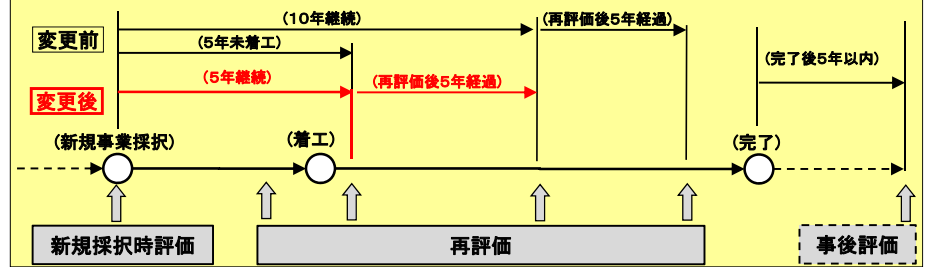 (10年継続)
(再評価後5年経過)
変更前
(5年未着工)
(完了後5年以内)
(5年継続)
(再評価後5年経過)
変更後
(新規事業採択)
(着工)
(完了)
新規採択時評価
再評価
事後評価